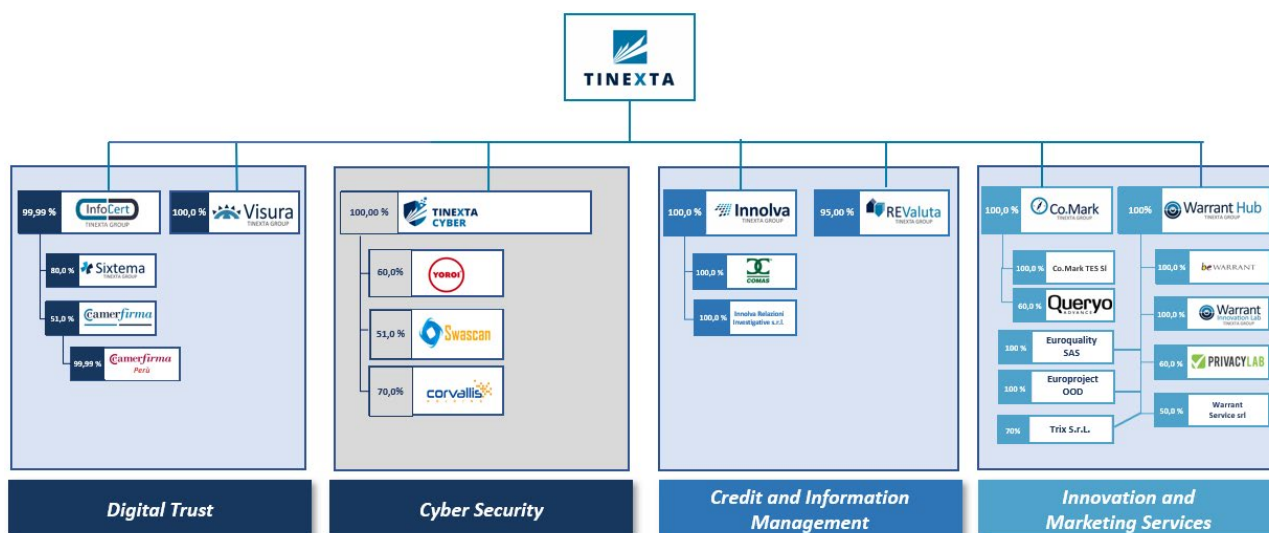 TINEXTA
99,99 %
InfoCert
TINEXTA GROUP
100,0 %
Visura
TINEXTA GROUP
80,0 %
Sixtema
TINEXTA GROUP
51,0 %
Camerfirma
99,99 %
Camerfirma
Perú
Digital Trust
100,00 %
TINEXTA
CYBER
60,0%
YOROI
51,0 %
Swascan
70,0%
corvallis
HOLDING
Cyber Security
100,0 %
Innolva
TINEXTA GROUP
95,00 %
REValuta
TINEXTA GROUP
100,0 %
COMAS
100,0 %
Innolva Relazioni
Investigative s.r.l.
Credit and Information
Management
100,0 %
Co.Mark
TINEXTA GROUP
100%
Warrant Hub
TINEXTA GROUP
100,0 %
Co.Mark TES Sl
60,0 %
Queryo
ADVANCE
100 %
Euroquality
SAS
100 %
Europroject
OOD
70%
Trix S.r.L.
100,0 %
beWARRANT
100,0 %
Warrant
Innovation Lab
TINEXTA GROUP
60,0 %
PRIVACYLAB
50,0 %
Warrant
Service srl
Innovation and
Marketing Services